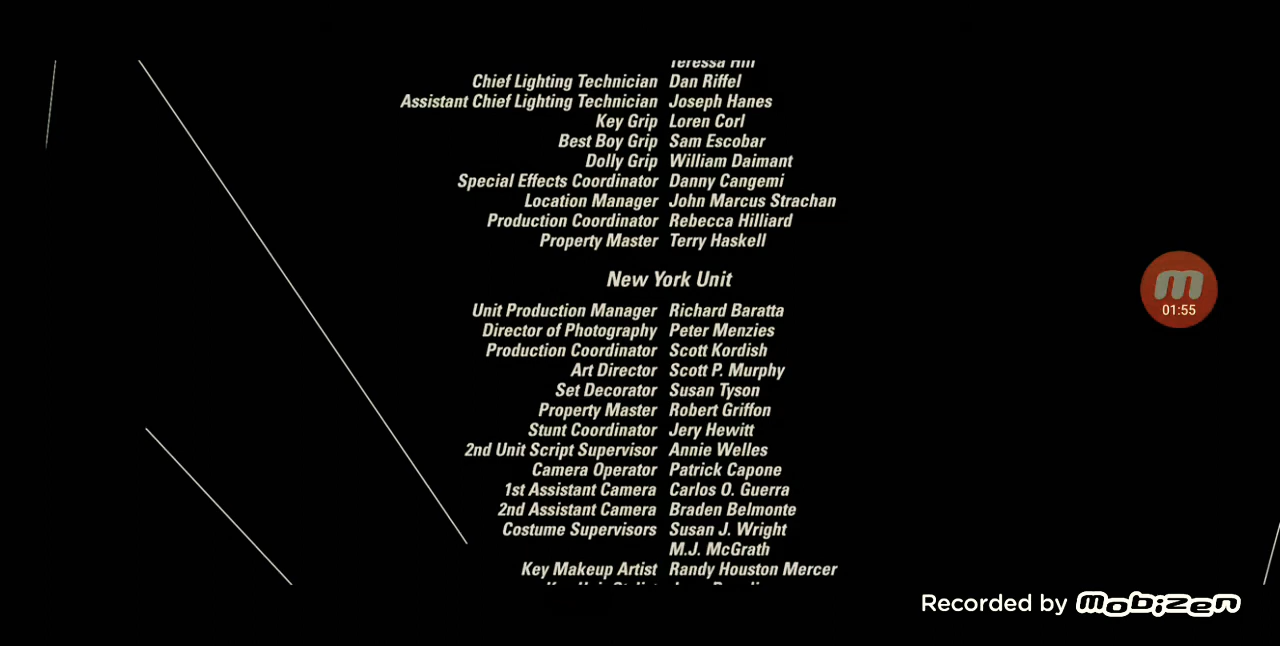 Teressa Hill
Chief Lighting Technician Dan Riffel
Assistant Chief Lighting Technician Joseph Hanes
Key Grip Loren Corl
Best Boy Grip Sam Escobar
Dolly Grip William Daimant
Special Effects Coordinator Danny Cangemi
Location Manager John Marcus Strachan
Production Coordinator Rebecca Hilliard
Property Master Terry Haskell
New York Unit
Unit Production Manager Richard Baratta
Director of Photography Peter Menzies
Production Coordinator Scott Kordish
Art Director Scott P. Murphy
Set Decorator Susan Tyson
Property Master Robert Griffon
Stunt Coordinator Jery Hewitt
2nd Unit Script Supervisor Annie Welles
Camera Operator Patrick Capone
1st Assistant Camera Carlos O. Guerra
2nd Assistant Camera Braden Belmonte
Costume Supervisors Susan J. Wright
M.J. McGrath
Key Makeup Artist Randy Houston Mercer
m
01:55
Recorded by mobizen